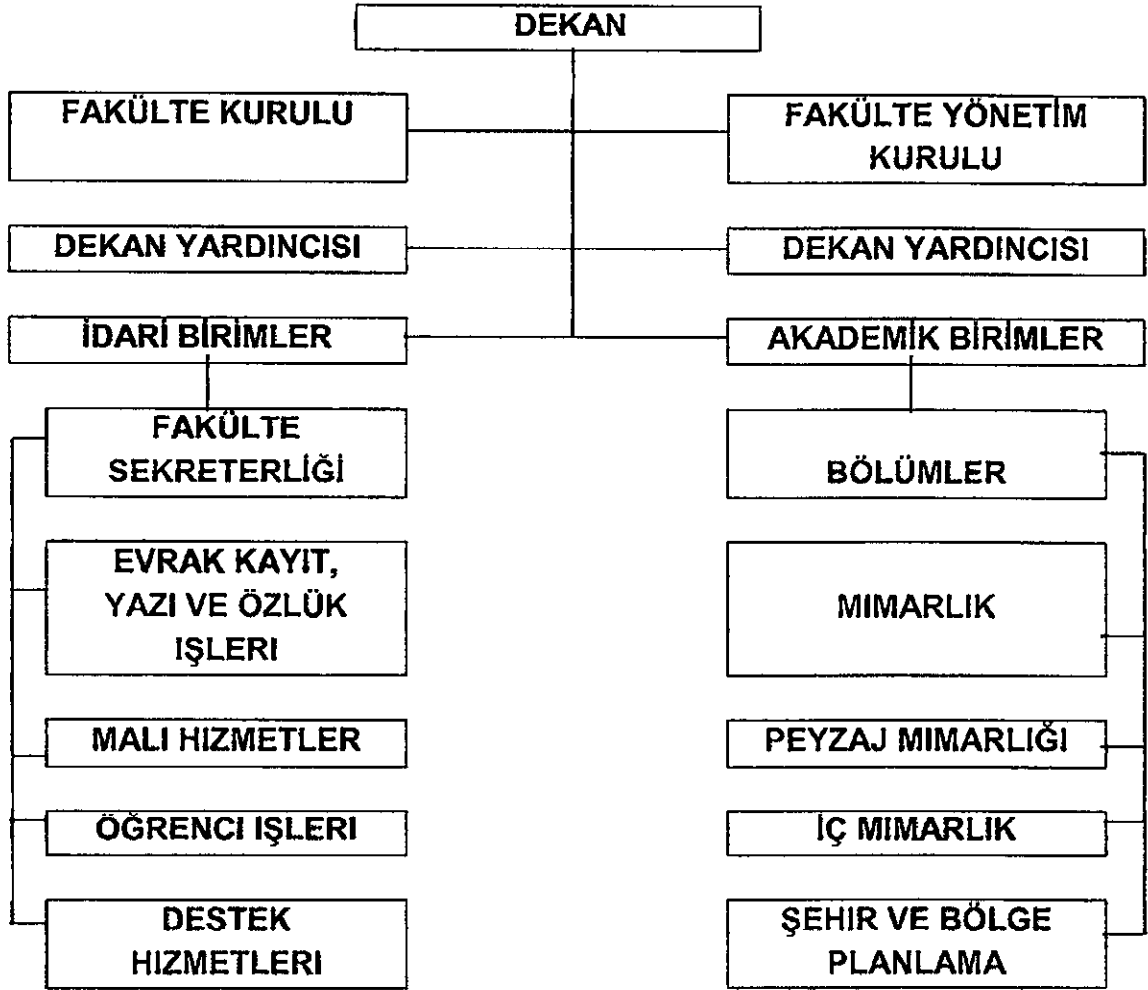 DEKAN
FAKÜLTE KURULU
FAKÜLTE YÖNETİM
KURULU
DEKAN YARDINCISI
DEKAN YARDINCISI
İDARİ BİRİMLER
AKADEMİK BİRİMLER
FAKÜLTE
SEKRETERLİĞİ
BÖLÜMLER
EVRAK KAYIT,
YAZI VE ÖZLÜK
IŞLERI
MIMARLIK
MALI HIZMETLER
PEYZAJ MIMARLIĞI
ÖĞRENCI IŞLERI
İÇ MIMARLIK
DESTEK
HIZMETLERI
ŞEHIR VE BÖLGE
PLANLAMA